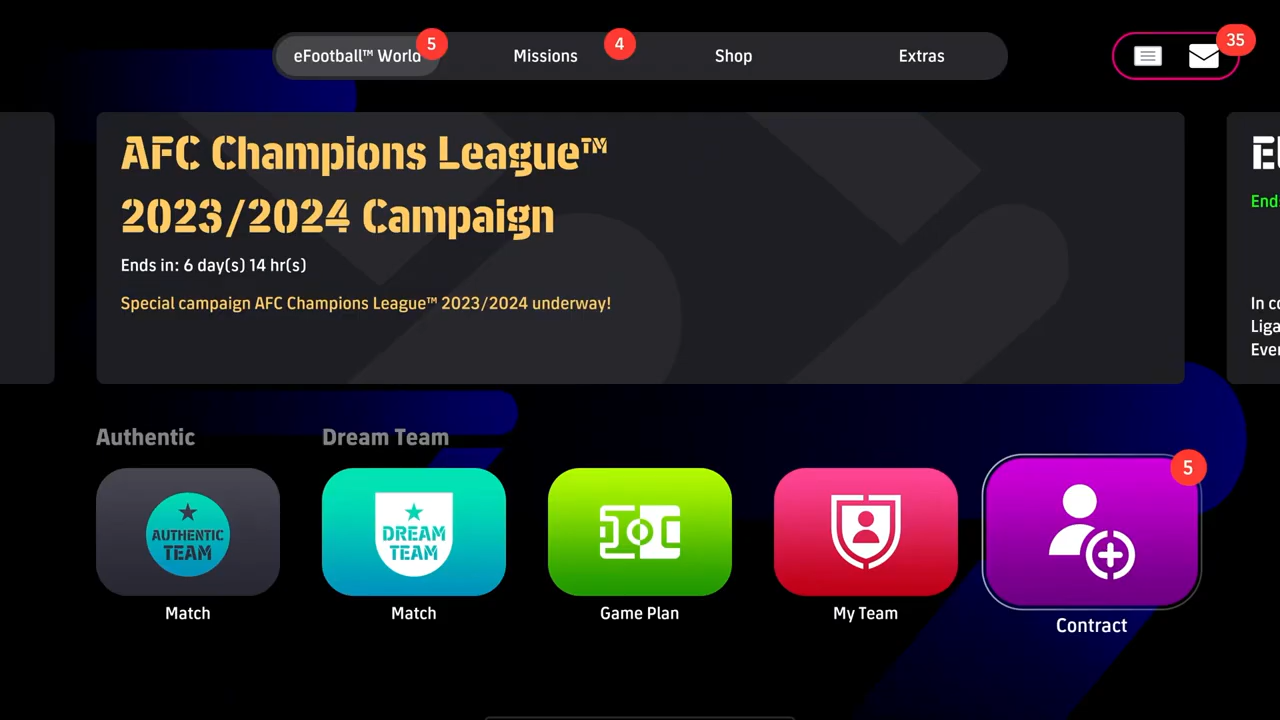 eFootball™ World
5
Missions
4
Shop
Extras
35
AFC Champions League™
2023/2024 Campaign
Ends in: 6 day(s) 14 hr(s)
Special campaign AFC Champions League™ 2023/2024 underway!
In
Authentic
Dream Team
AUTHENTIC
TEAM
Match
DREAM
TEAM
Match
Game Plan
My Team
5
Contract